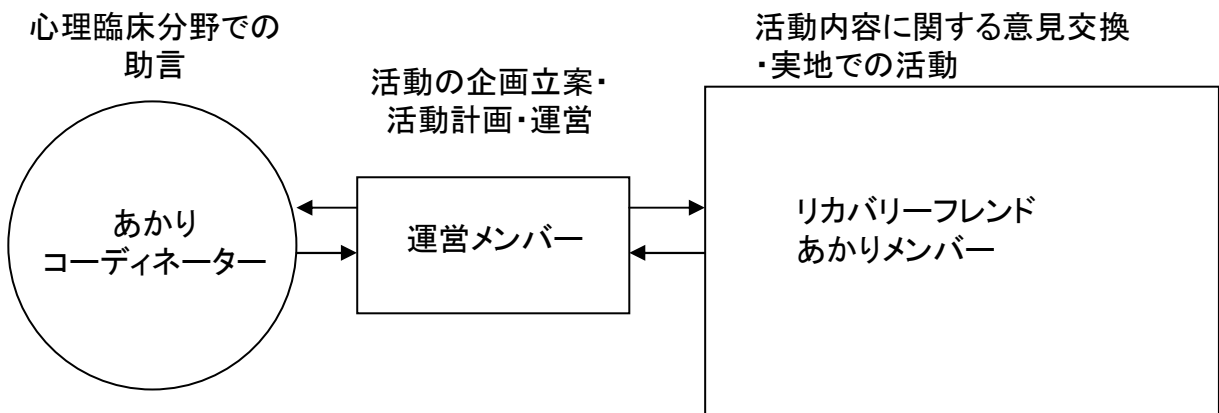 心理臨床分野での
助言
活動の企画立案・
活動計画・運営
活動内容に関する意見交換
・実地での活動
あかり
コーディネーター
運営メンバー
リカバリーフレンド
あかりメンバー